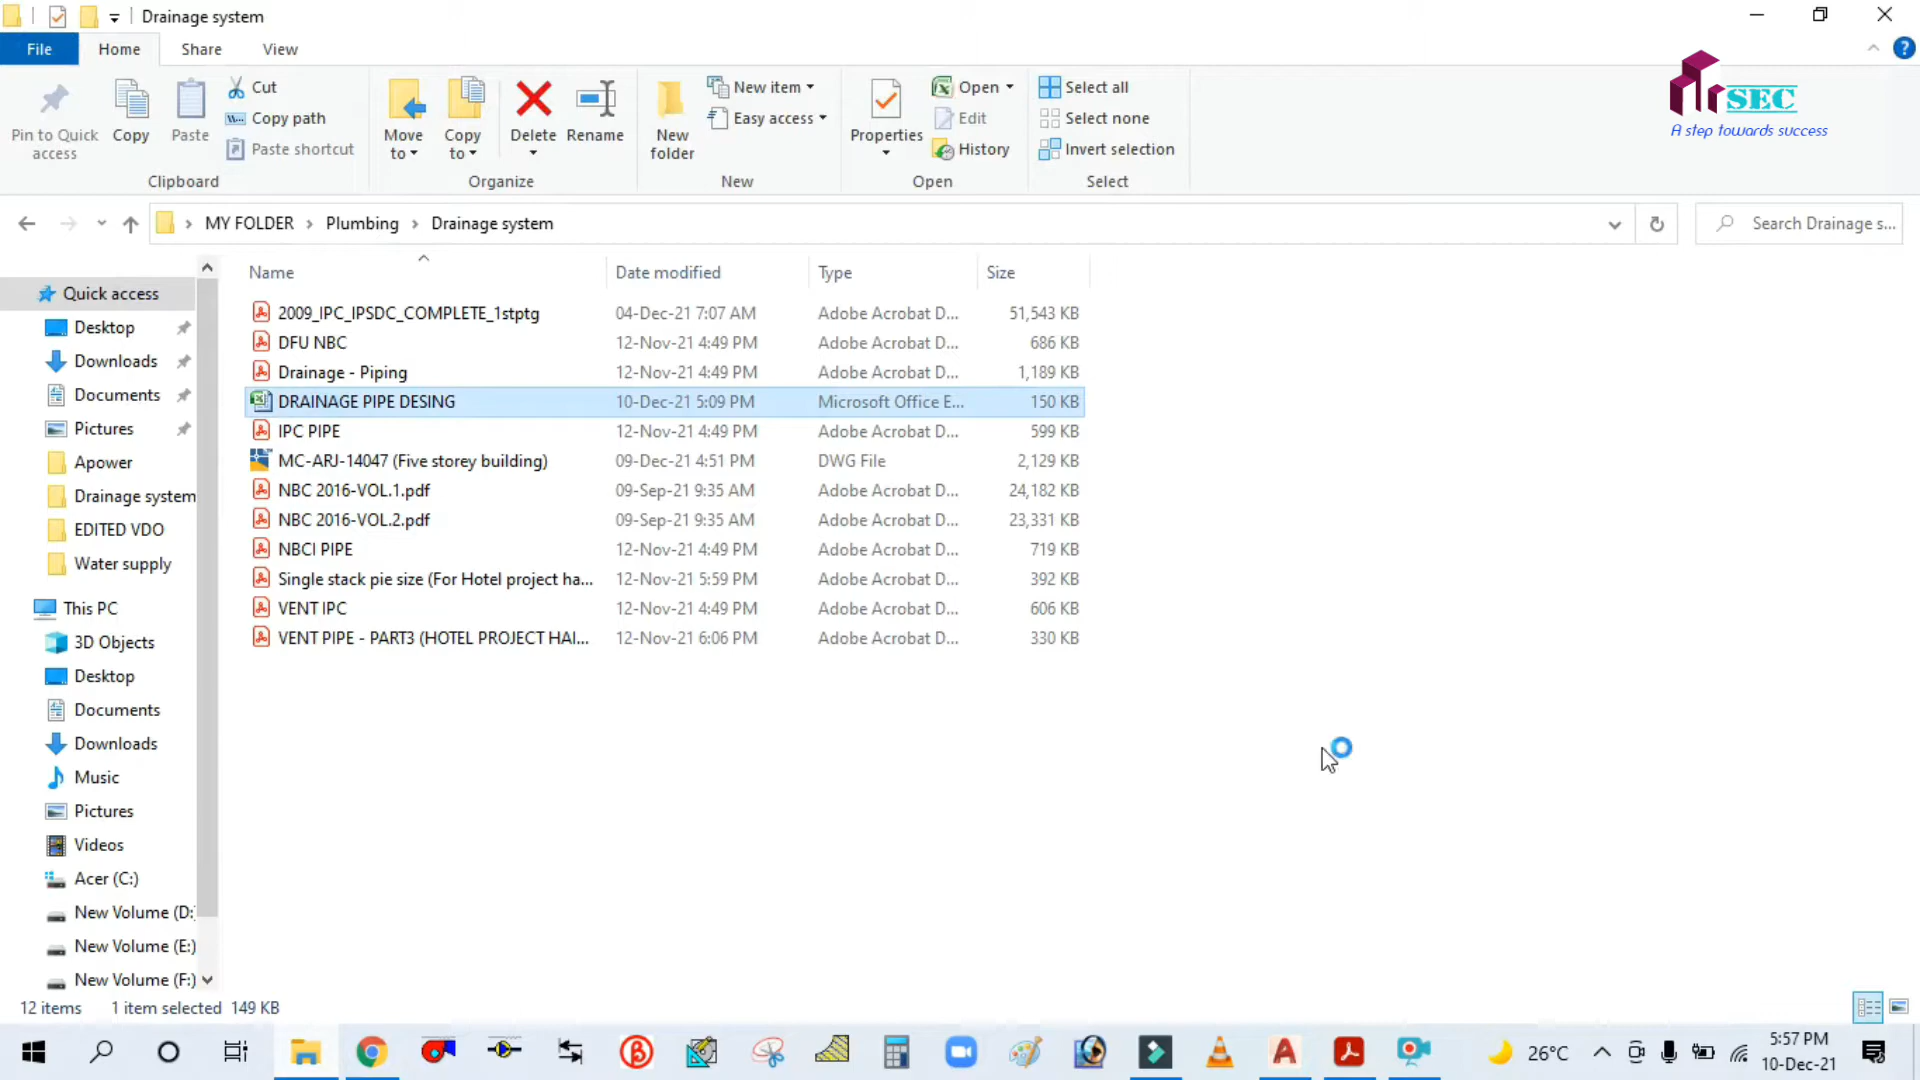 Drainage system
File Home Share View
Pin to Quick access
Copy
Paste
Cut
Copy path
Paste shortcut
Clipboard
Move to
Copy to
Delete
Rename
Organize
New folder
New item
Easy access
New
Properties
Open
Edit
History
Open
Select all
Select none
Invert selection
Select
SEC
A step towards success
MY FOLDER > Plumbing > Drainage system
Search Drainage s...
Name Date modified Type Size
2009_IPC_IPSDC_COMPLETE_1stptg 04-Dec-21 7:07 AM Adobe Acrobat D... 51,543 KB
DFU NBC 12-Nov-21 4:49 PM Adobe Acrobat D... 686 KB
Drainage - Piping 12-Nov-21 4:49 PM Adobe Acrobat D... 1,189 KB
DRAINAGE PIPE DESING 10-Dec-21 5:09 PM Microsoft Office E... 150 KB
IPC PIPE 12-Nov-21 4:49 PM Adobe Acrobat D... 599 KB
MC-ARJ-14047 (Five storey building) 09-Dec-21 4:51 PM DWG File 2,129 KB
NBC 2016-VOL.1.pdf 09-Sep-21 9:35 AM Adobe Acrobat D... 24,182 KB
NBC 2016-VOL.2.pdf 09-Sep-21 9:35 AM Adobe Acrobat D... 23,331 KB
NBCI PIPE 12-Nov-21 4:49 PM Adobe Acrobat D... 719 KB
Single stack pie size (For Hotel project ha... 12-Nov-21 5:59 PM Adobe Acrobat D... 392 KB
VENT IPC 12-Nov-21 4:49 PM Adobe Acrobat D... 606 KB
VENT PIPE - PART3 (HOTEL PROJECT HAI... 12-Nov-21 6:06 PM Adobe Acrobat D... 330 KB
Quick access
Desktop
Downloads
Documents
Pictures
Apower
Drainage system
EDITED VDO
Water supply
This PC
3D Objects
Desktop
Documents
Downloads
Music
Pictures
Videos
Acer (C:)
New Volume (D:)
New Volume (E:)
New Volume (F:)
12 items 1 item selected 149 KB
26°C
5:57 PM
10-Dec-21